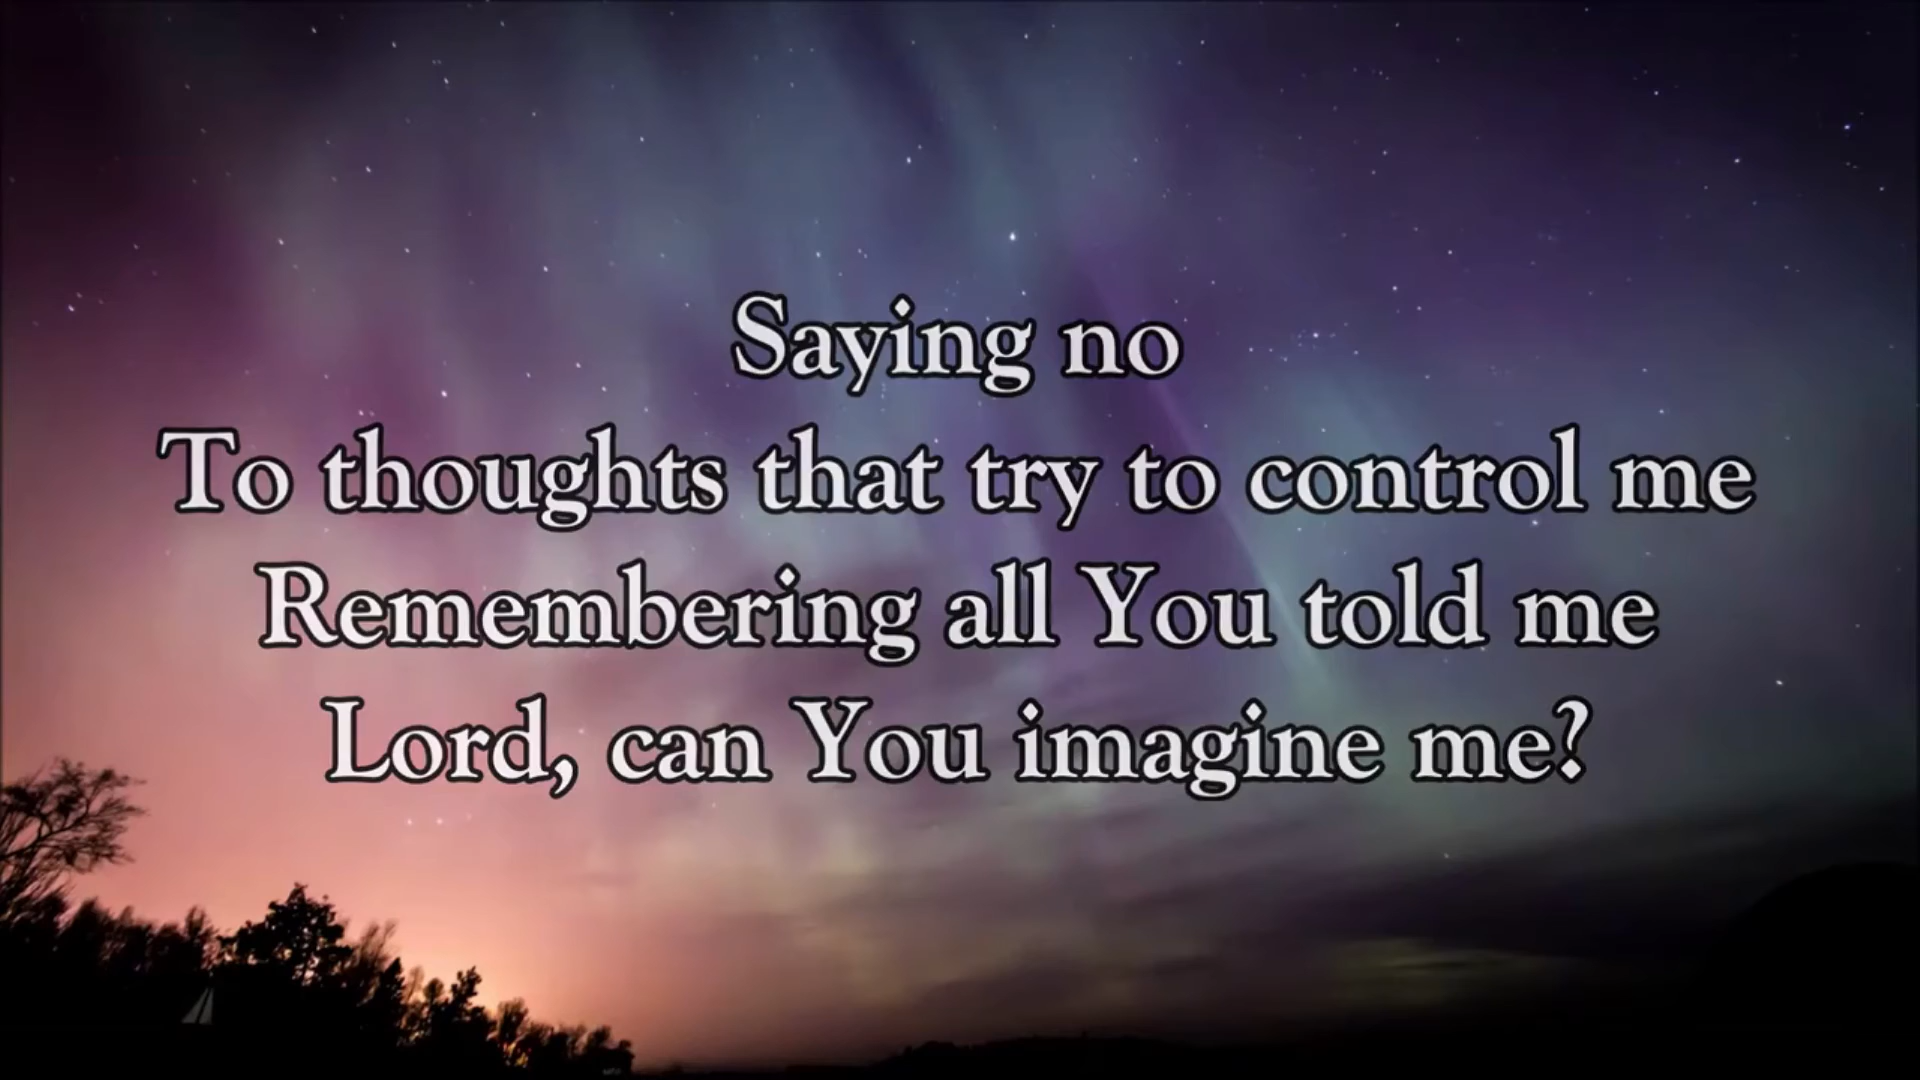 Saying no
To thoughts that try to control me
Remembering all You told me
Lord, can You imagine me?